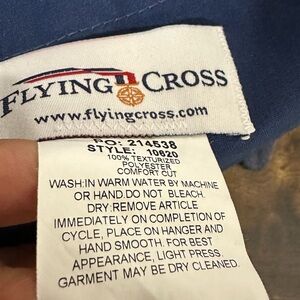 FLYING CROSS
www.flyingcross.com
214538
STYLE: 10620
100% TEXTURIZED
POLYESTER
COMFORT CUT
WASH:IN WARM WATER BY MACHINE
OR HAND.DO NOT BLEACH.
DRY:REMOVE ARTICLE
IMMEDIATELY ON COMPLETION OF
CYCLE, PLACE ON HANGER AND
HAND SMOOTH. FOR BEST
APPEARANCE, LIGHT PRESS.
GARMENT MAY BE DRY CLEANED.